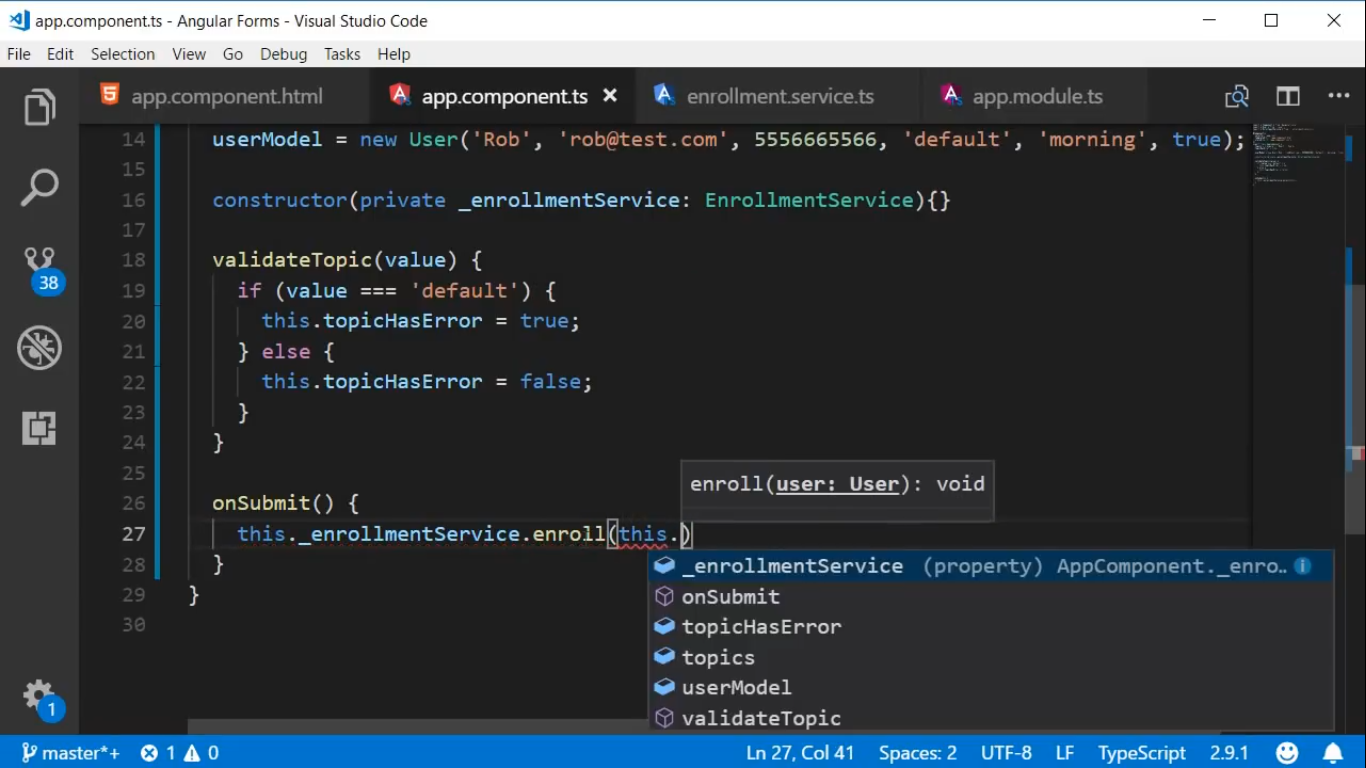 app.component.ts - Angular Forms - Visual Studio Code
File Edit Selection View Go Debug Tasks Help
app.component.html app.component.ts enrollment.service.ts app.module.ts
14 userModel = new User('Rob', 'rob@test.com', 5556665566, 'default', 'morning', true);
15
16 constructor(private _enrollmentService: EnrollmentService){}
17
18 validateTopic(value) {
19 if (value === 'default') {
20 this.topicHasError = true;
21 } else {
22 this.topicHasError = false;
23 }
24 }
25
enroll(user: User): void
26 onSubmit() {
27 this._enrollmentService.enroll(this.)
28 }
29 }
30
_enrollmentService (property) AppComponent._enro..
onSubmit
topicHasError
topics
userModel
validateTopic
38
1
master*+ 1 0 Ln 27, Col 41 Spaces: 2 UTF-8 LF TypeScript 2.9.1